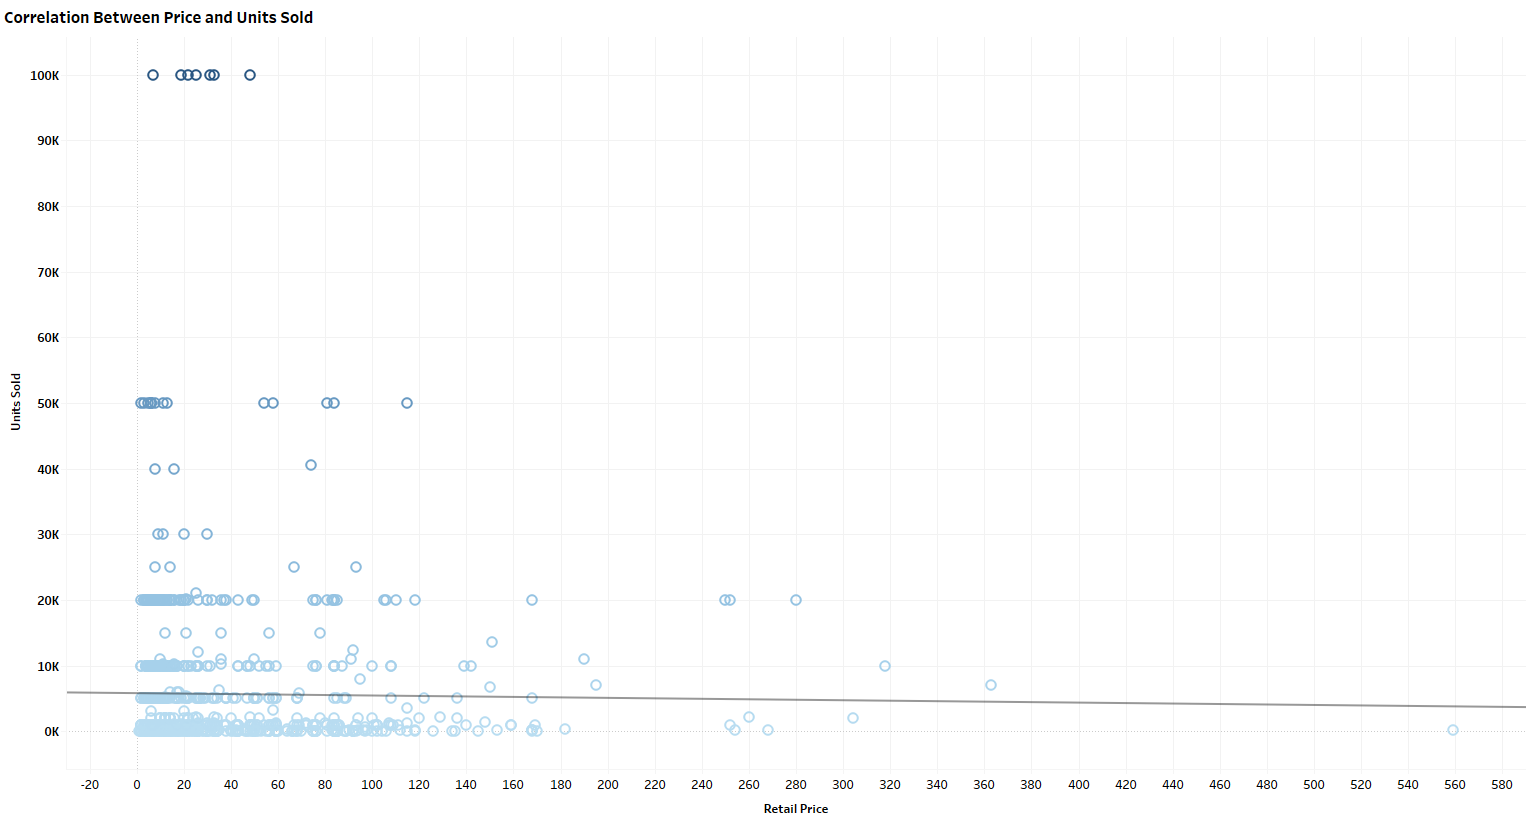 Correlation Between Price and Units Sold
100K
90K
80K
70K
60K
50K
40K
30K
20K
10K
0K
Units Sold
-20 0 20 40 60 80 100 120 140 160 180 200 220 240 260 280 300 320 340 360 380 400 420 440 460 480 500 520 540 560 580
Retail Price